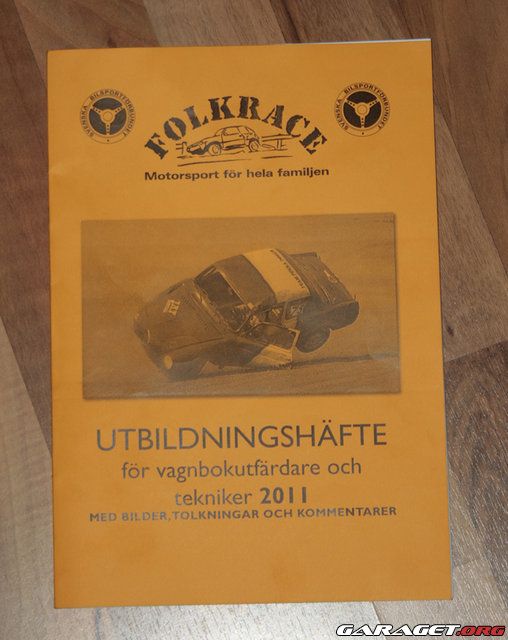 SVENSKA BILSPORTFÖRBUNDET
FOLKRACE
SVENSKA BILSPORTFÖRBUNDET
Motorsport för hela familjen
UTBILDNINGSHÄFTE
för vagnbokutfärdare och
tekniker 2011
MED BILDER, TOLKNINGAR OCH KOMMENTARER
GARAGET.ORG